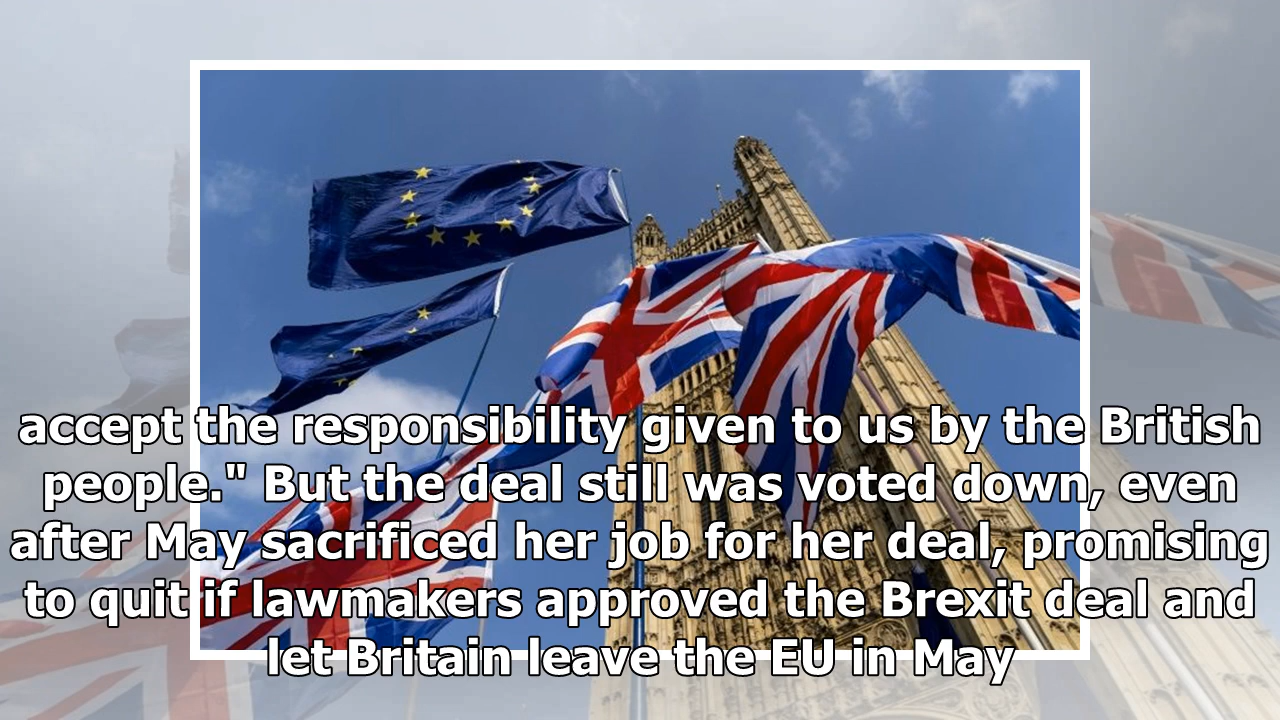 accept the responsibility given to us by the British
people." But the deal still was voted down, even
after May sacrificed her job for her deal, promising
to quit if lawmakers approved the Brexit deal and
let Britain leave the EU in May